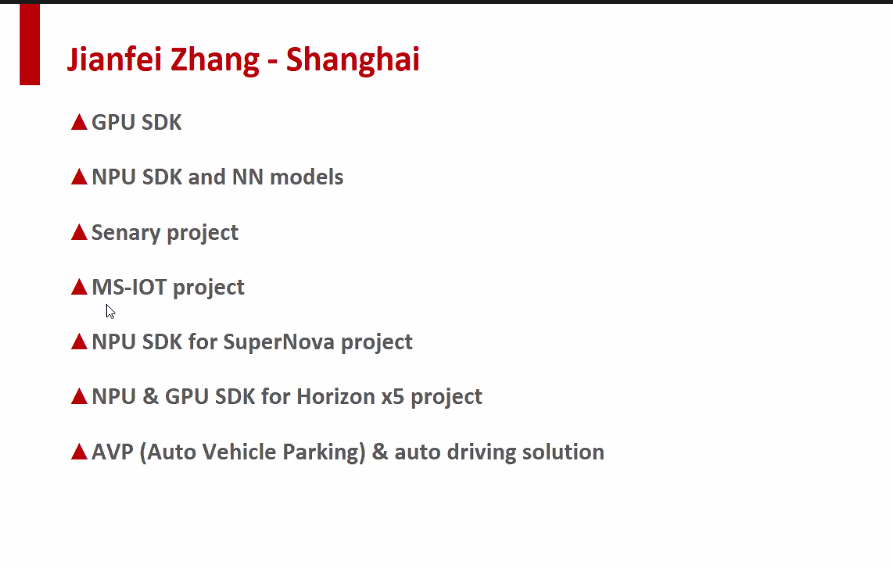 Jianfei Zhang - Shanghai
GPU SDK
NPU SDK and NN models
Senary project
MS-IOT project
NPU SDK for SuperNova project
NPU & GPU SDK for Horizon x5 project
AVP (Auto Vehicle Parking) & auto driving solution